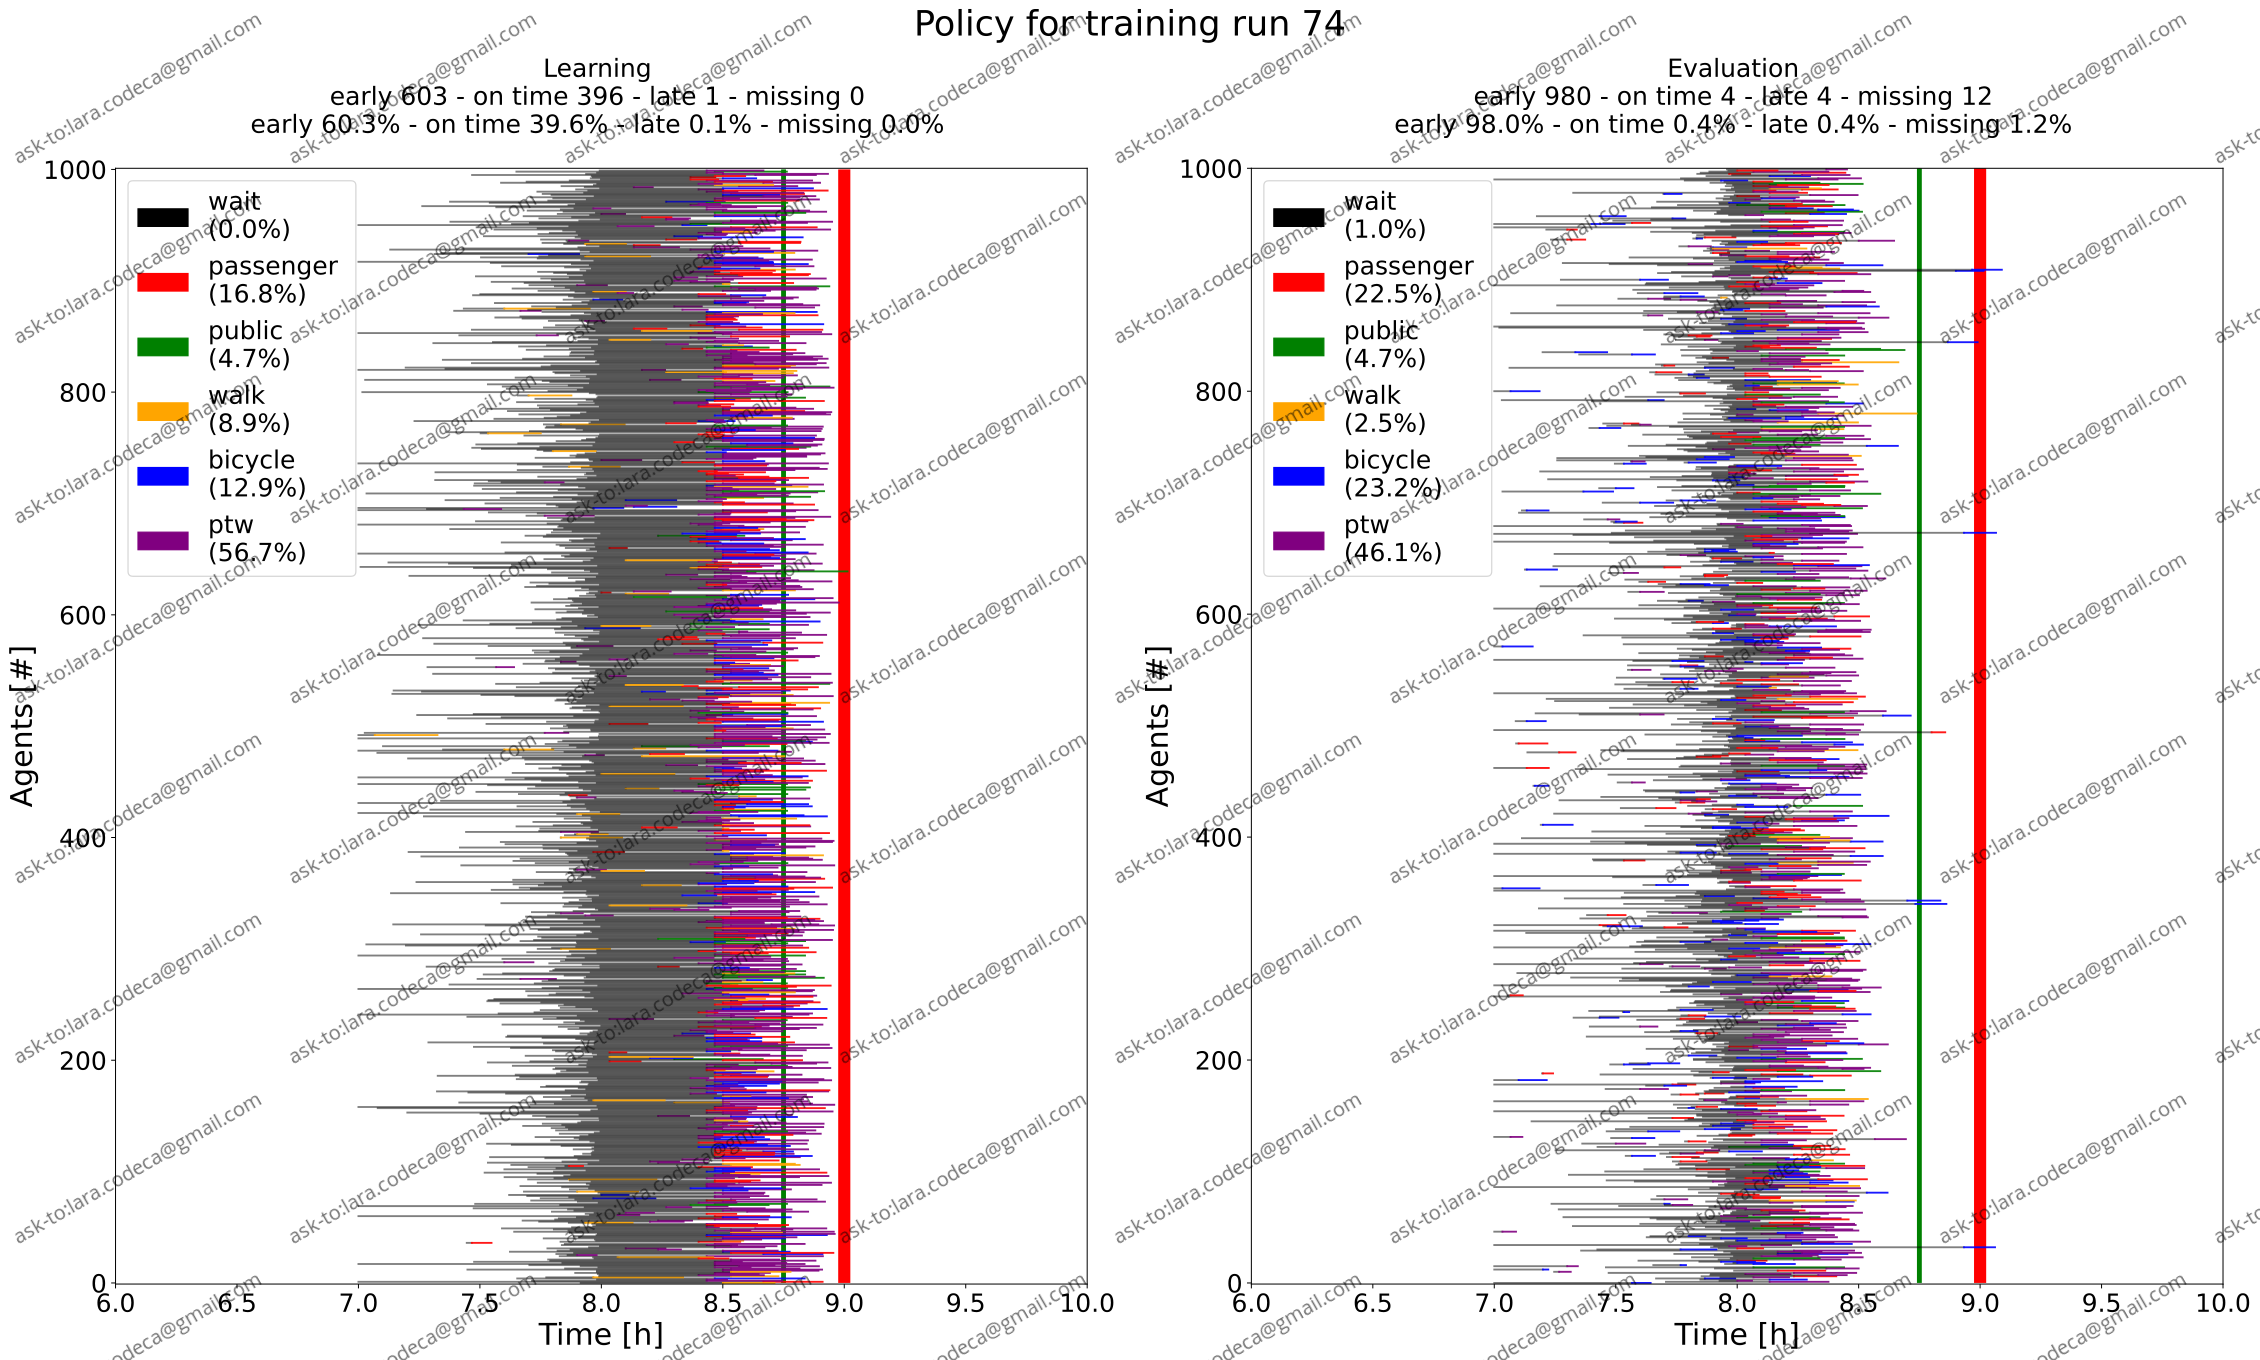 Policy for training run 74
Learning
early 603 - on time 396 - late 1 - missing 0
early 60.3% - on time 39.6% - late 0.1% - missing 0.0%
Evaluation
early 980 - on time 4 - late 4 - missing 12
early 98.0% - on time 0.4% - late 0.4% - missing 1.2%
Agents [#]
1000
800
600
400
200
0
wait
(0.0%)
passenger
(16.8%)
public
(4.7%)
walk
(8.9%)
bicycle
(12.9%)
ptw
(56.7%)
6.0 6.5 7.0 7.5 8.0 8.5 9.0 9.5 10.0
Time [h]
Agents [#]
1000
800
600
400
200
0
wait
(1.0%)
passenger
(22.5%)
public
(4.7%)
walk
(2.5%)
bicycle
(23.2%)
ptw
(46.1%)
6.0 6.5 7.0 7.5 8.0 8.5 9.0 9.5 10.0
Time [h]
ask-to:lara.codeca@gmail.com